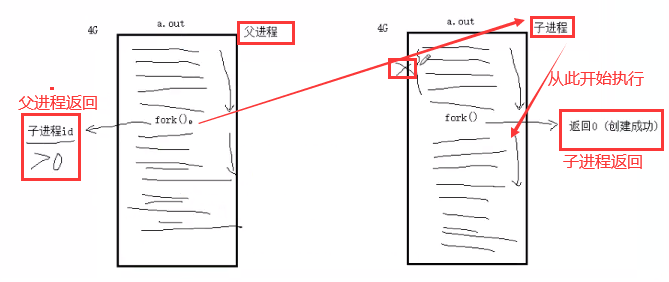 4G
a.out
父进程
父进程返回
子进程id
>0
fork()。
4G
a.out
子进程
从此开始执行
fork()
返回0 (创建成功)
子进程返回